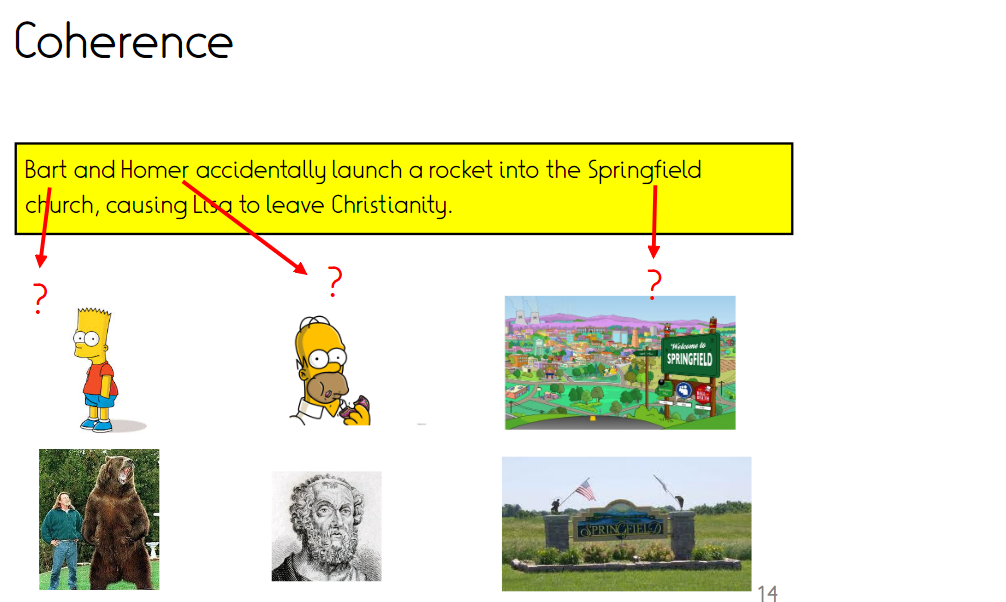 Coherence
Bart and Homer accidentally launch a rocket into the Springfield
church, causing Lisa to leave Christianity.
?
?
?
Welcome to
SPRINGFIELD
SPRINGFIELD
14